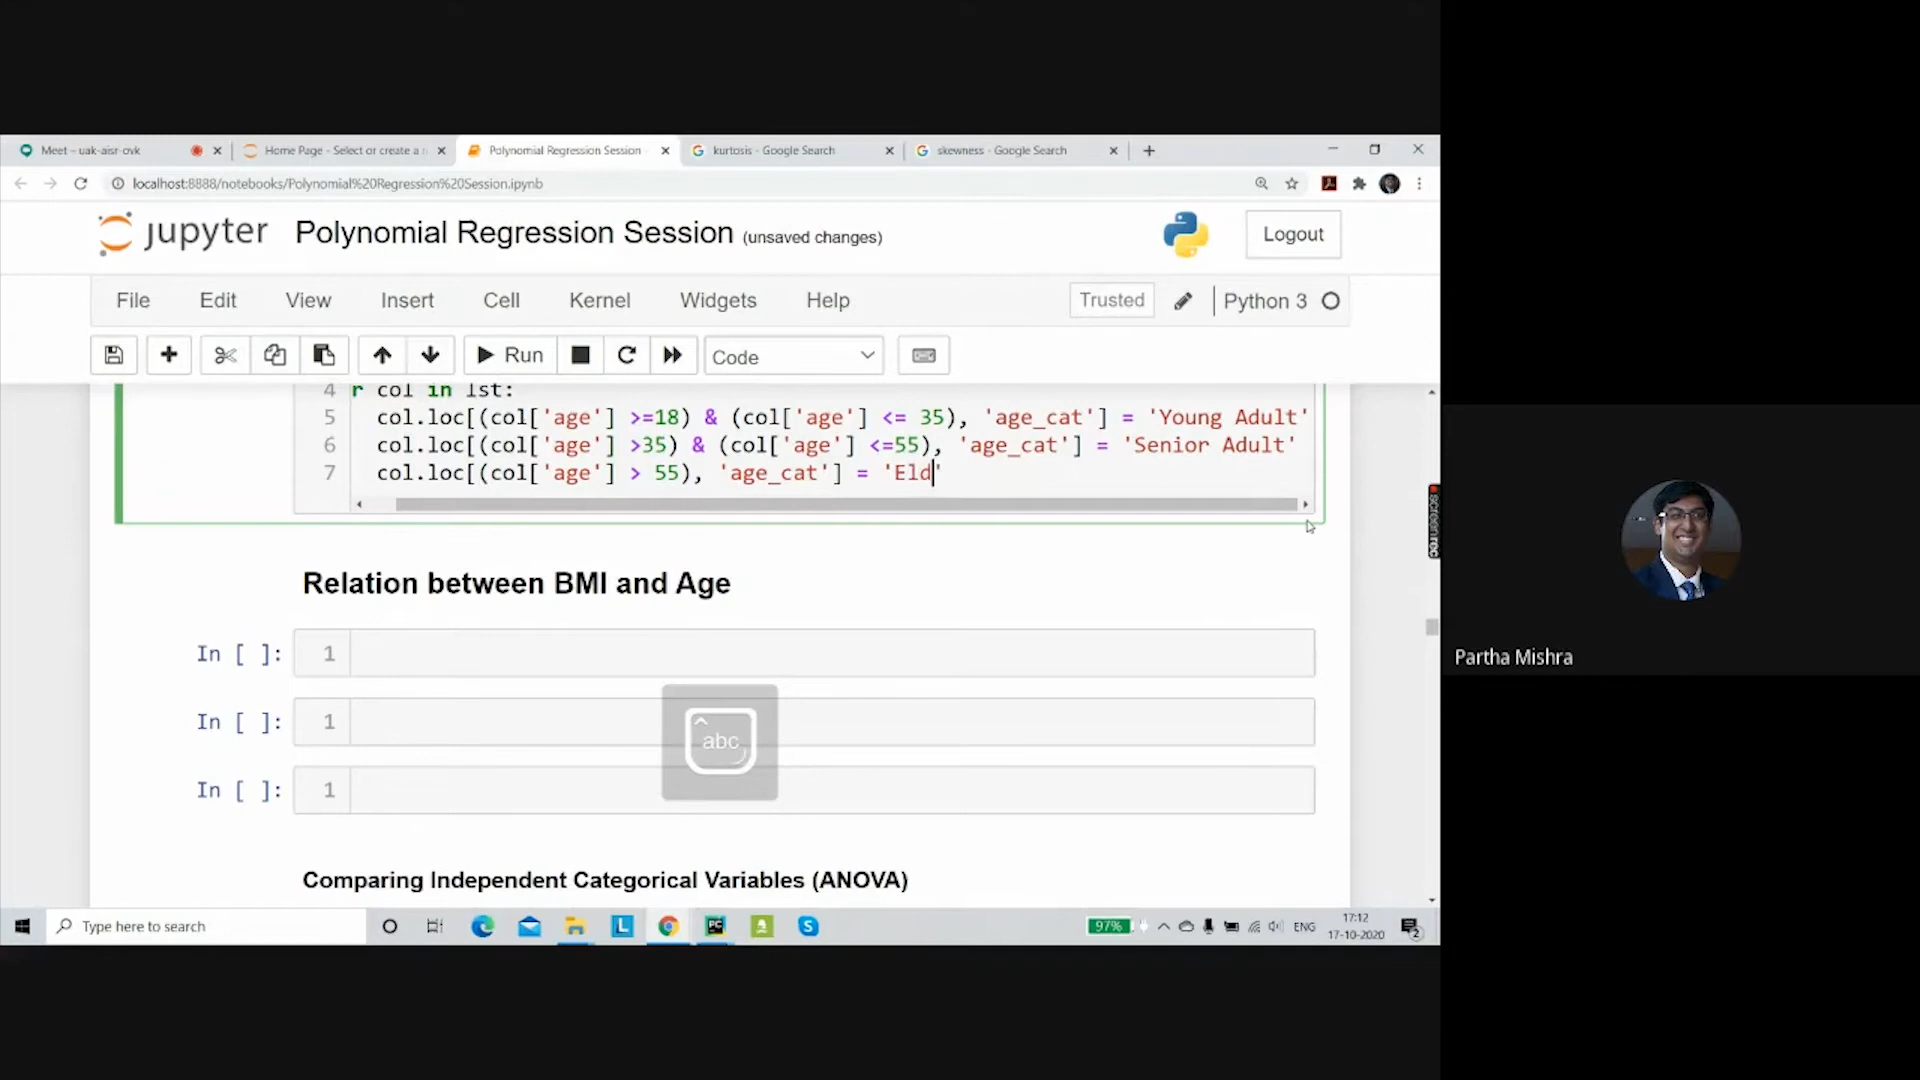 Meet – uak-aisr-ovk
Home Page - Select or create a n
Polynomial Regression Session
kurtosis - Google Search
skewness - Google Search
localhost:8888/notebooks/Polynomial%20Regression%20Session.ipynb
jupyter Polynomial Regression Session (unsaved changes)
Logout
File Edit View Insert Cell Kernel Widgets Help
Trusted
Python 3
Run
Code
4 r col in lst:
5 col.loc[(col['age'] >=18) & (col['age'] <= 35), 'age_cat'] = 'Young Adult'
6 col.loc[(col['age'] >35) & (col['age'] <=55), 'age_cat'] = 'Senior Adult'
7 col.loc[(col['age'] > 55), 'age_cat'] = 'Eld'
screenrec
Relation between BMI and Age
In [ ]: 1
In [ ]: 1
abc
In [ ]: 1
Comparing Independent Categorical Variables (ANOVA)
Partha Mishra
Type here to search
L
PC
S
97%
ENG
17:12
17-10-2020
2